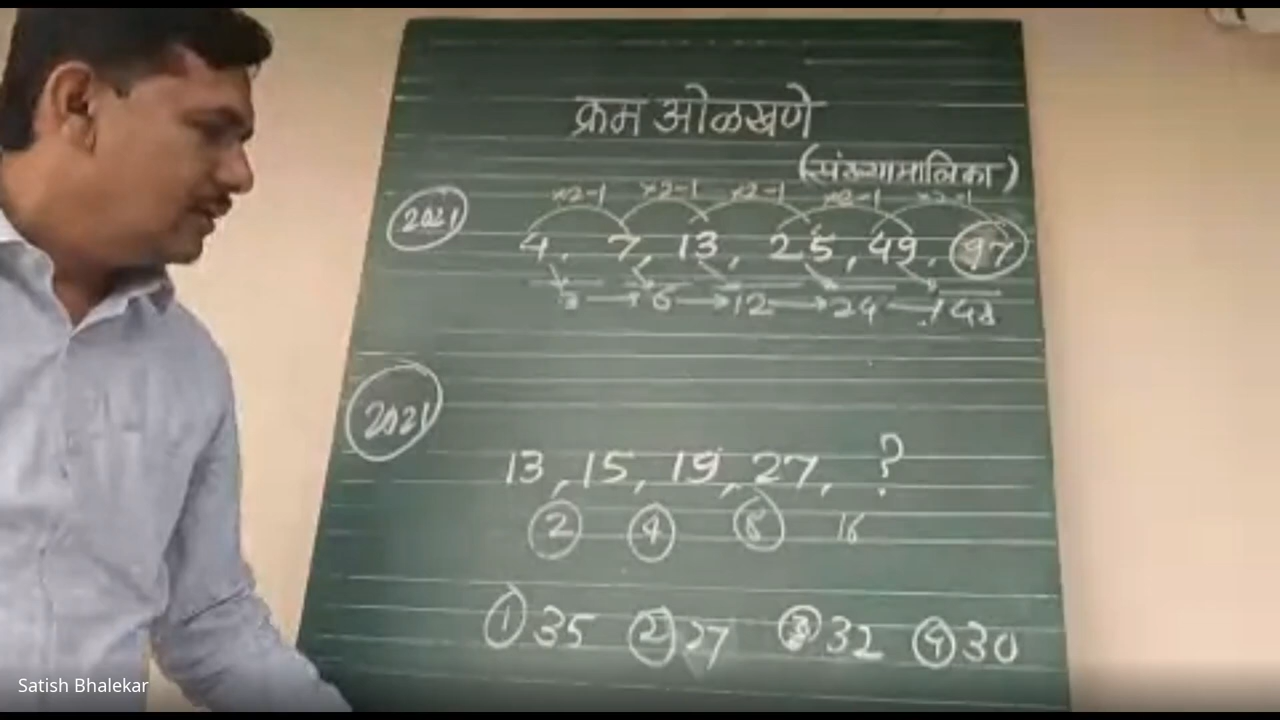 क्रम ओळखणे
(संख्यामालिका)
×2-1 ×2-1 ×2-1 ×2-1 ×2-1
2021 4, 7, 13, 25, 49, 97
3 → 6 → 12 → 24 → 48
2021
13, 15, 19, 27, ?
2 4 8 16
1 35 2 27 3 32 4 30
Satish Bhalekar